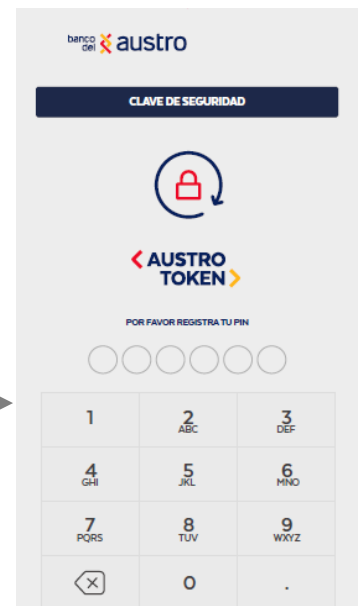 banco
del austro
CLAVE DE SEGURIDAD
AUSTRO
TOKEN
POR FAVOR REGISTRA TU PIN
1 2 3
ABC DEF
4 5 6
GHI JKL MNO
7 8 9
PQRS TUV WXYZ
0 .